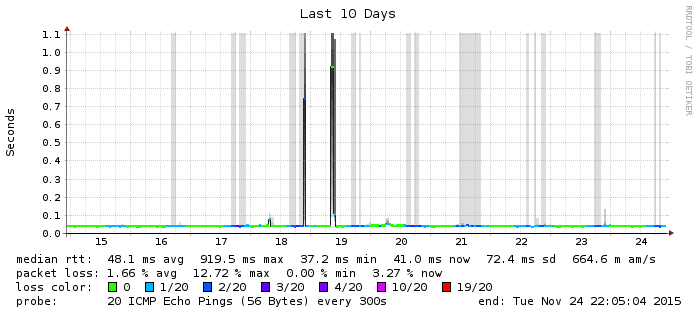 Last 10 Days
RRDTOOL / TOBI OETIKER
Seconds
1.1
1.0
0.9
0.8
0.7
0.6
0.5
0.4
0.3
0.2
0.1
0.0
15 16 17 18 19 20 21 22 23 24
median rtt: 48.1 ms avg 919.5 ms max 37.2 ms min 41.0 ms now 72.4 ms sd 664.6 m am/s
packet loss: 1.66 % avg 12.72 % max 0.00 % min 3.27 % now
loss color: 0 1/20 2/20 3/20 4/20 10/20 19/20
probe: 20 ICMP Echo Pings (56 Bytes) every 300s end: Tue Nov 24 22:05:04 2015